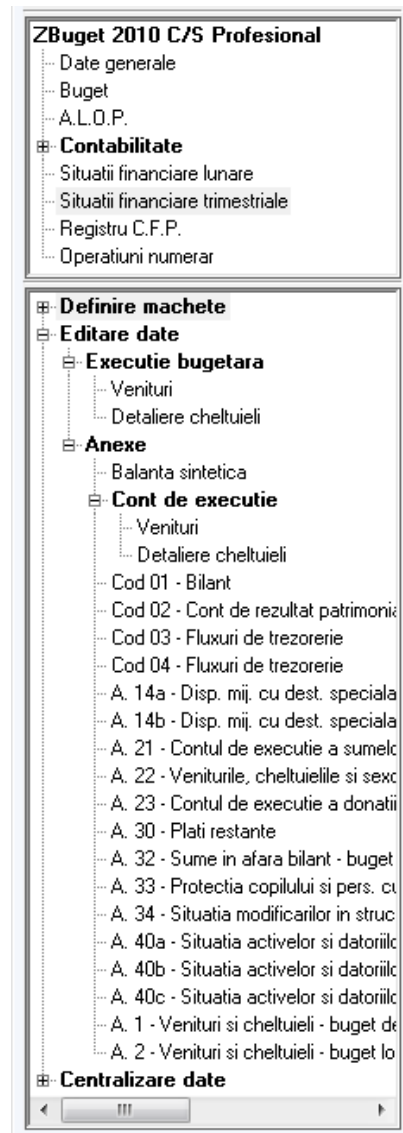 ZBuget 2010 C/S Profesional
Date generale
Buget
A.L.O.P.
Contabilitate
Situatii financiare lunare
Situatii financiare trimestriale
Registru C.F.P.
Operatiuni numerar
Definire machete
Editare date
Executie bugetara
Venituri
Detaliere cheltuieli
Anexe
Balanta sintetica
Cont de executie
Venituri
Detaliere cheltuieli
Cod 01 - Bilant
Cod 02 - Cont de rezultat patrimonia
Cod 03 - Fluxuri de trezorerie
Cod 04 - Fluxuri de trezorerie
A. 14a - Disp. mij. cu dest. speciala
A. 14b - Disp. mij. cu dest. speciala
A. 21 - Contul de executie a sumelo
A. 22 - Veniturile, cheltuielile si sexc
A. 23 - Contul de executie a donatii
A. 30 - Plati restante
A. 32 - Sume in afara bilant - buget
A. 33 - Protectia copilului si pers. cu
A. 34 - Situatia modificarilor in struc
A. 40a - Situatia activelor si datoriilo
A. 40b - Situatia activelor si datoriilo
A. 40c - Situatia activelor si datoriilo
A. 1 - Venituri si cheltuieli - buget de
A. 2 - Venituri si cheltuieli - buget lo
Centralizare date